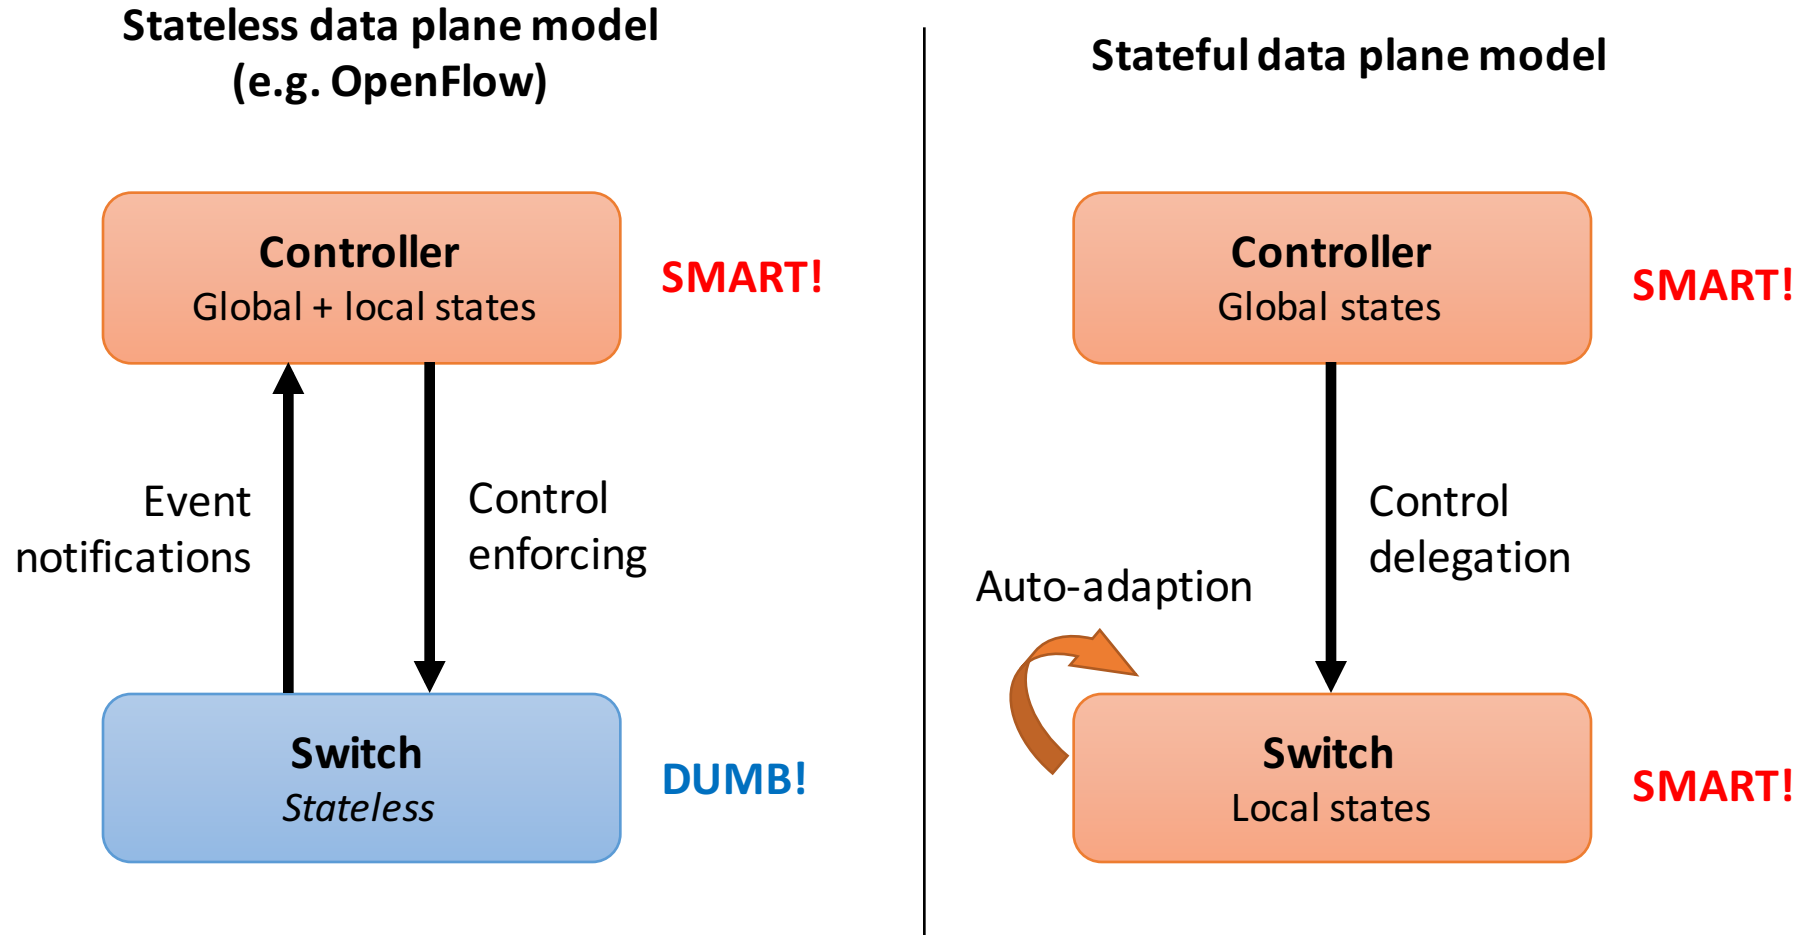 Stateless data plane model
(e.g. OpenFlow)
Controller
Global + local states
SMART!
Event
notifications
Control
enforcing
Switch
Stateless
DUMB!
Stateful data plane model
Controller
Global states
SMART!
Control
delegation
Auto-adaption
Switch
Local states
SMART!